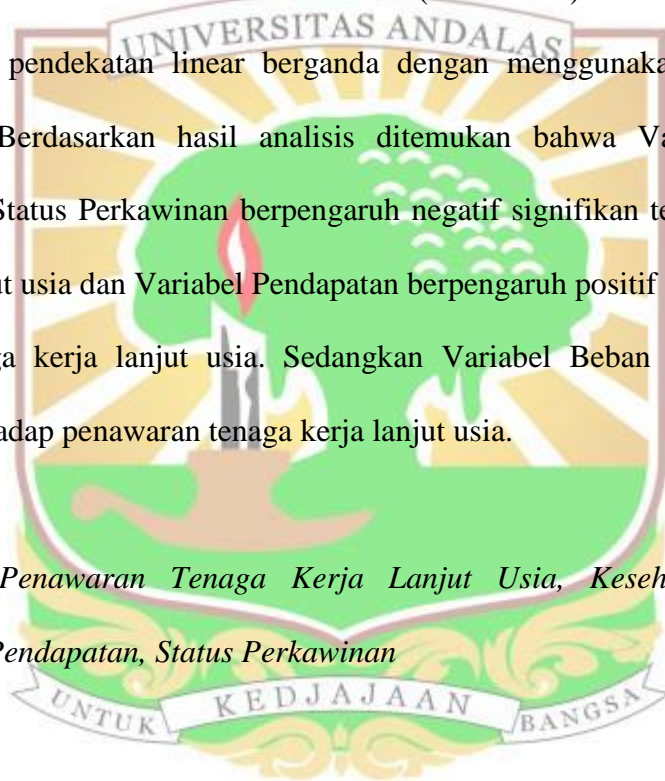 UNIVERSITAS ANDALAS
pendekatan linear berganda dengan menggunaka
Berdasarkan hasil analisis ditemukan bahwa Va
Status Perkawinan berpengaruh negatif signifikan te
ut usia dan Variabel Pendapatan berpengaruh positif
ga kerja lanjut usia. Sedangkan Variabel Beban
adap penawaran tenaga kerja lanjut usia.
Penawaran Tenaga Kerja Lanjut Usia, Keseh
Pendapatan, Status Perkawinan
UNTUK KEDJAJAAN BANGSA